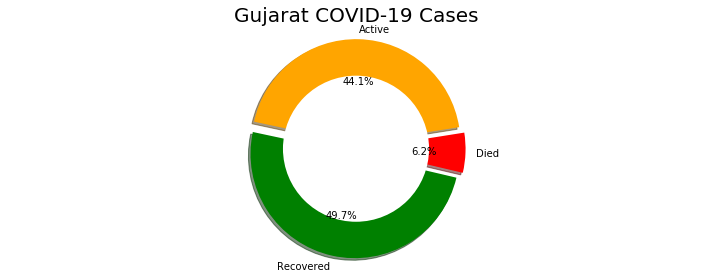 Gujarat COVID-19 Cases
Active
44.1%
6.2%
Died
49.7%
Recovered